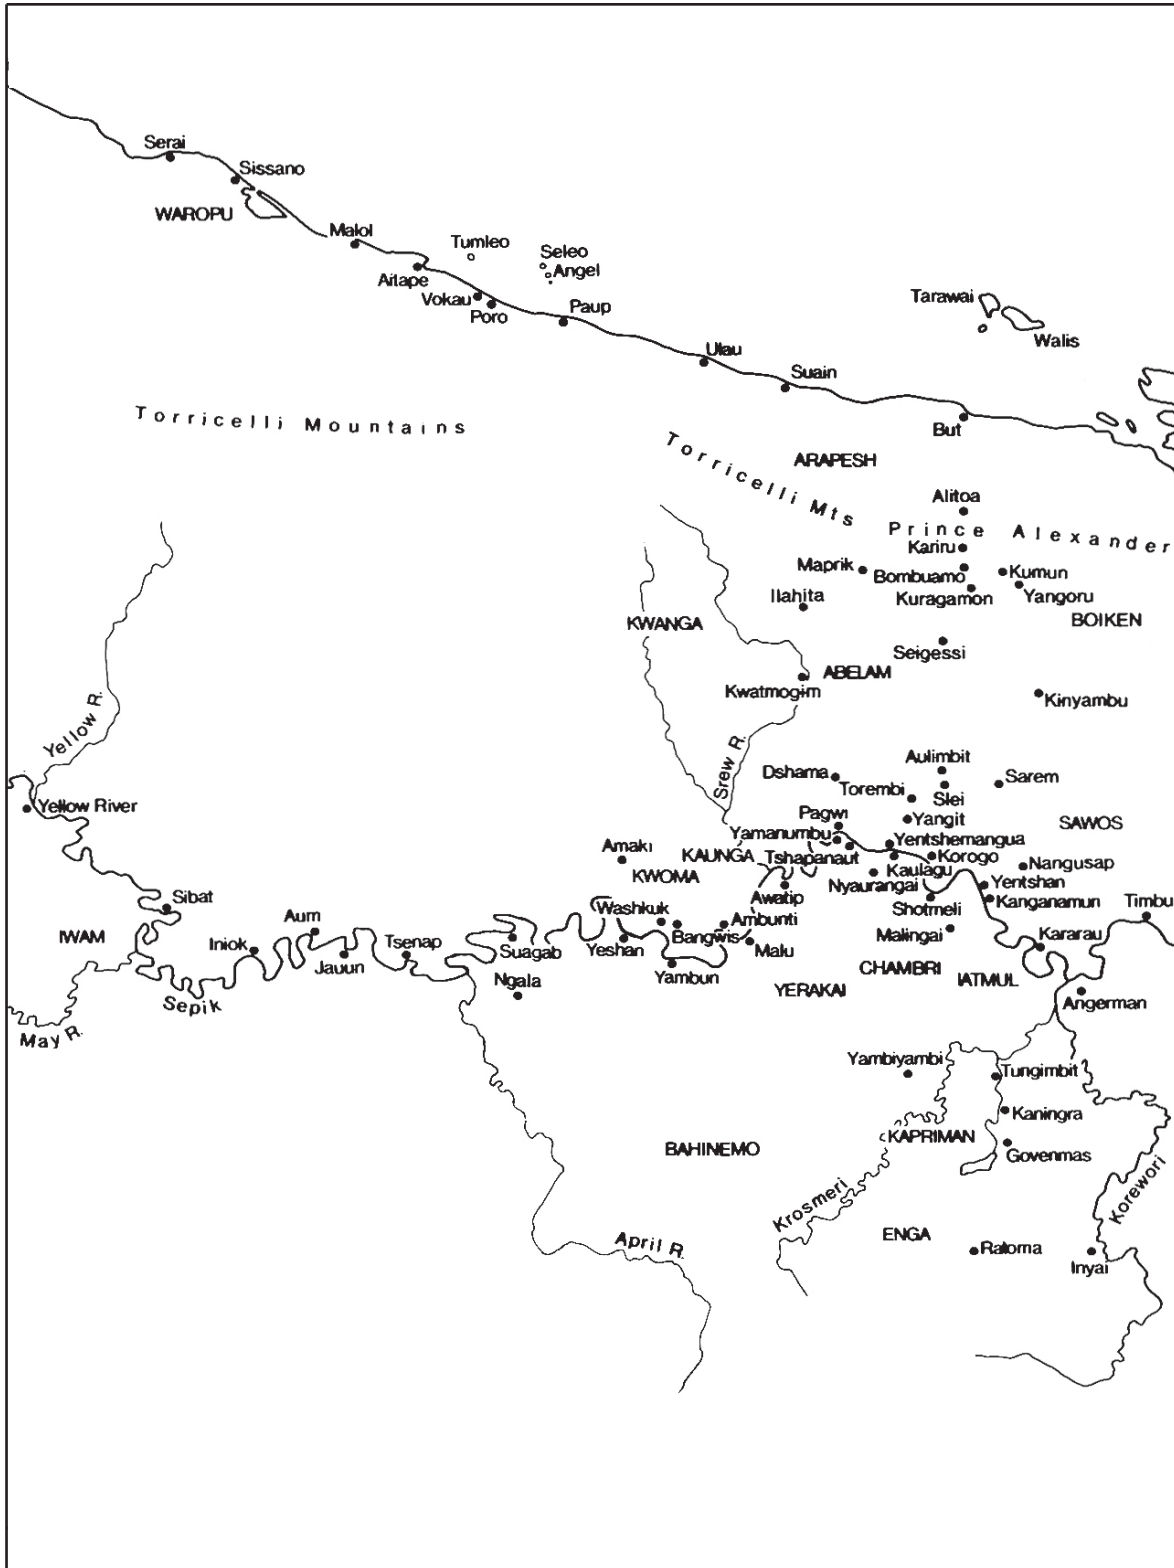 Serai
Sissano
WAROPU
Malol
Tumleo
Seleo
Angel
Aitape
Vokau
Poro
Paup
Tarawai
Walis
Ulau
Suain
But
Torricelli Mountains
Torricelli Mts
ARAPESH
Alitoa
Prince Alexander
Kariru
Maprik
Bombuamo
Kumun
Ilahita
Kuragamon
Yangoru
KWANGA
BOIKEN
Seigessi
ABELAM
Kwatmogim
Kinyambu
Yellow R.
Srew R.
Dshama
Aulimbit
Torembi
Slei
Sarem
Yellow River
Pagwi
Yangit
SAWOS
Yamanumbu
Yentshemangua
Amaki
KAUNGA
Tshapanaut
Korogo
KWOMA
Kaulagu
Nangusap
Nyaurangai
Yentshan
Awatip
Sibat
Shotmeli
Kanganamun
Timbu
Aum
Washkuk
Ambunti
IWAM
Iniok
Tsenap
Suagab
Bangwis
Malingai
Kararau
Jauun
Yeshan
Malu
Yambun
CHAMBRI
Ngala
YERAKAI
IATMUL
Sepik
Angerman
May R.
Yambiyambi
Tungimbit
Kaningra
KAPRIMAN
BAHINEMO
Govenmas
Krosmeri
Korewori
April R.
ENGA
Ratoma
Inyai